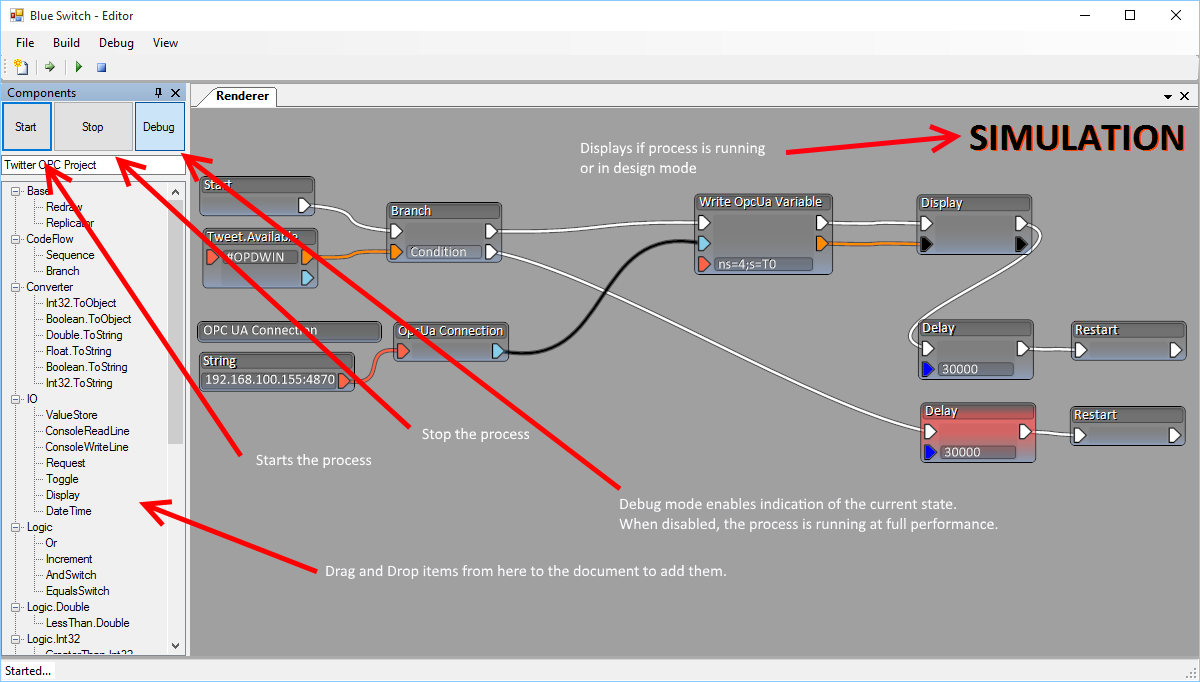 Blue Switch - Editor
File Build Debug View
Components
Renderer
Start Stop Debug
Twitter OPC Project
Base
Redraw
Replicator
CodeFlow
Sequence
Branch
Converter
Int32.ToObject
Boolean.ToObject
Double.ToString
Float.ToString
Boolean.ToString
Int32.ToString
IO
ValueStore
ConsoleReadLine
ConsoleWriteLine
Request
Toggle
Display
DateTime
Logic
Or
Increment
AndSwitch
EqualsSwitch
Logic.Double
LessThan.Double
Logic.Int32
GreaterThan.Int32
Displays if process is running
or in design mode
SIMULATION
Start
Branch
Condition
Tweet.Available
#OPDWIN
Write OpcUa Variable
ns=4;s=T0
Display
OPC UA Connection
OpcUa Connection
String
192.168.100.155:4870
Delay
30000
Restart
Delay
30000
Restart
Stop the process
Starts the process
Debug mode enables indication of the current state.
When disabled, the process is running at full performance.
Drag and Drop items from here to the document to add them.
Started...